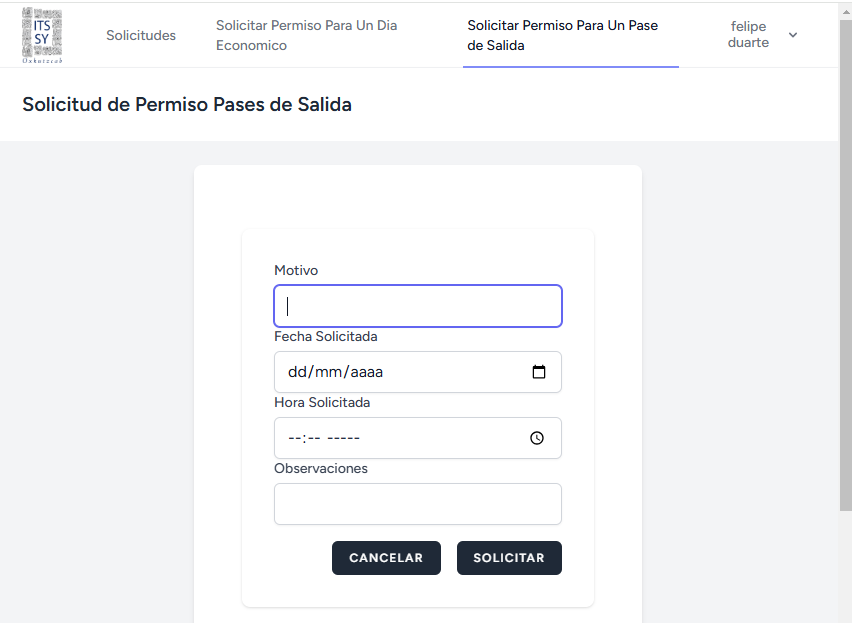 ITS
SY
Oxkutzcab
Solicitudes
Solicitar Permiso Para Un Dia
Economico
Solicitar Permiso Para Un Pase
de Salida
felipe
duarte
Solicitud de Permiso Pases de Salida
Motivo
Fecha Solicitada
dd/mm/aaaa
Hora Solicitada
--:-- -----
Observaciones
CANCELAR
SOLICITAR